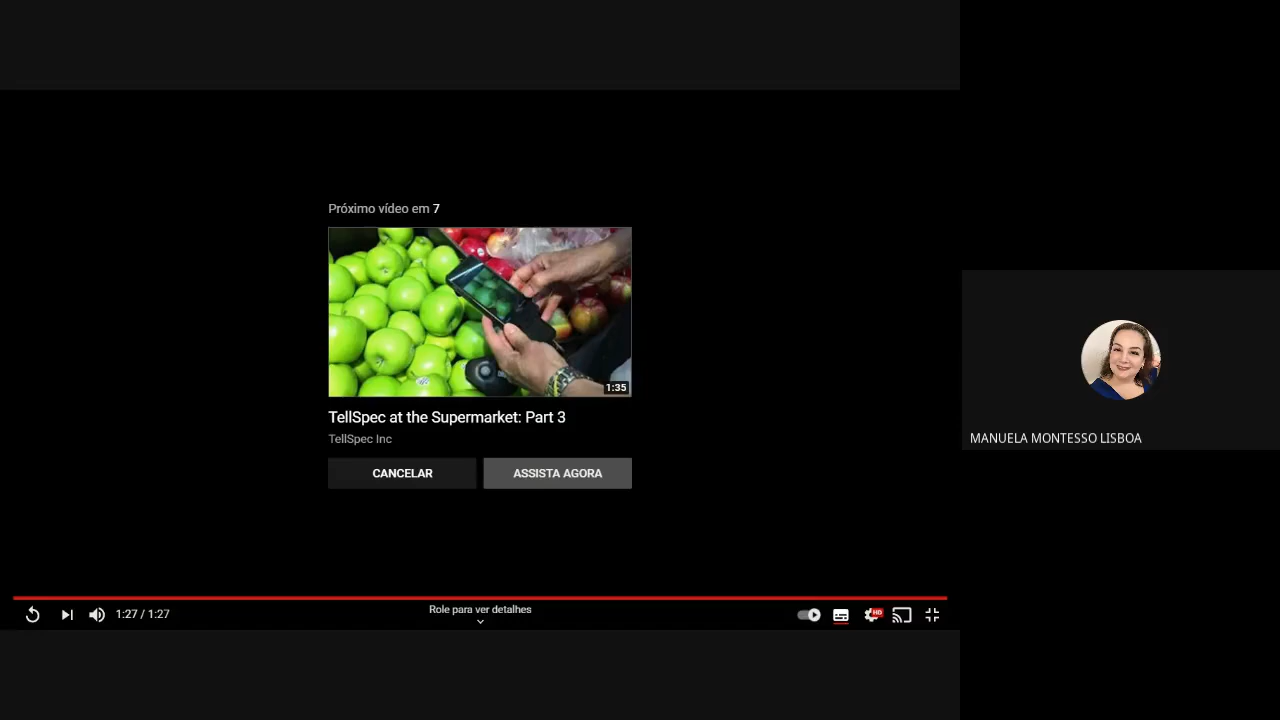 Próximo vídeo em 7
1:35
TellSpec at the Supermarket: Part 3
TellSpec Inc
CANCELAR ASSISTA AGORA
MANUELA MONTESSO LISBOA
1:27 / 1:27
Role para ver detalhes
HD